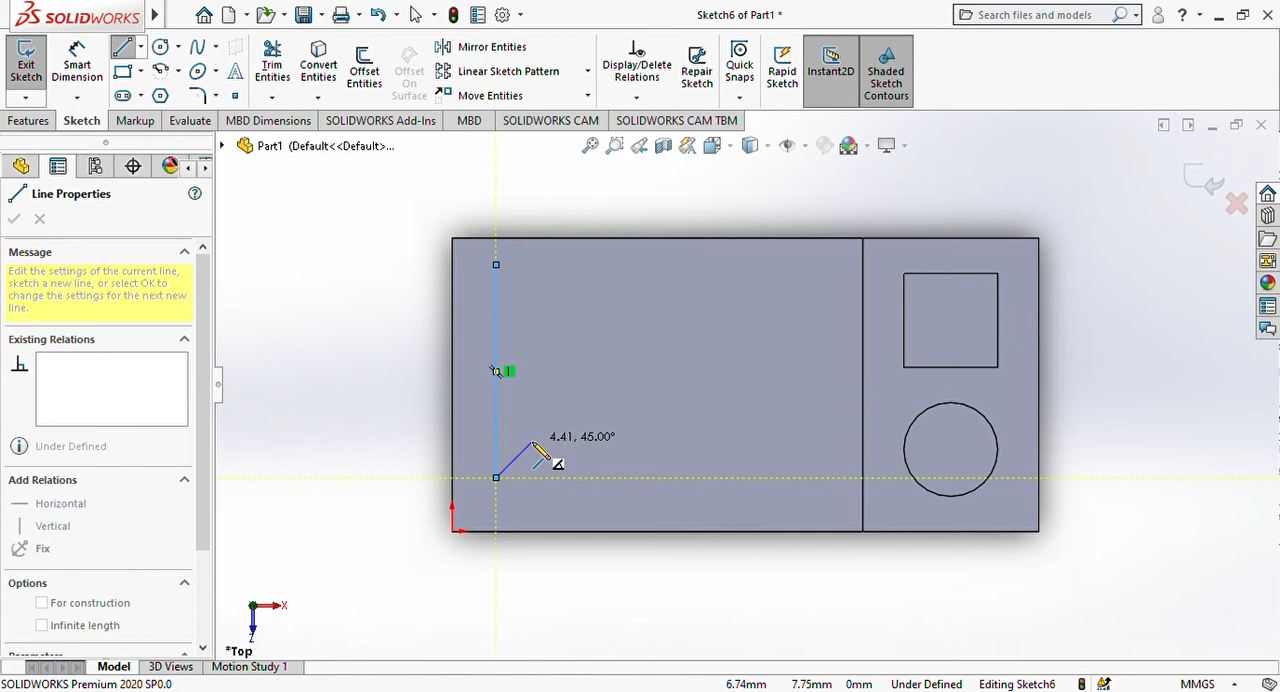 SOLIDWORKS
Sketch6 of Part1 *
Search files and models
?
Exit Sketch
Smart Dimension
Trim Entities
Convert Entities
Offset Entities
Offset On Surface
Mirror Entities
Linear Sketch Pattern
Move Entities
Display/Delete Relations
Repair Sketch
Quick Snaps
Rapid Sketch
Instant2D
Shaded Sketch Contours
Features
Sketch
Markup
Evaluate
MBD Dimensions
SOLIDWORKS Add-Ins
MBD
SOLIDWORKS CAM
SOLIDWORKS CAM TBM
Part1 (Default<<Default>...
Line Properties
Message
Edit the settings of the current line,
sketch a new line, or select OK to
change the settings for the next new
line.
Existing Relations
Under Defined
Add Relations
Horizontal
Vertical
Fix
Options
For construction
Infinite length
4.41, 45.00°
X
Z
*Top
Model
3D Views
Motion Study 1
SOLIDWORKS Premium 2020 SP0.0
6.74mm
7.75mm
0mm
Under Defined
Editing Sketch6
MMGS